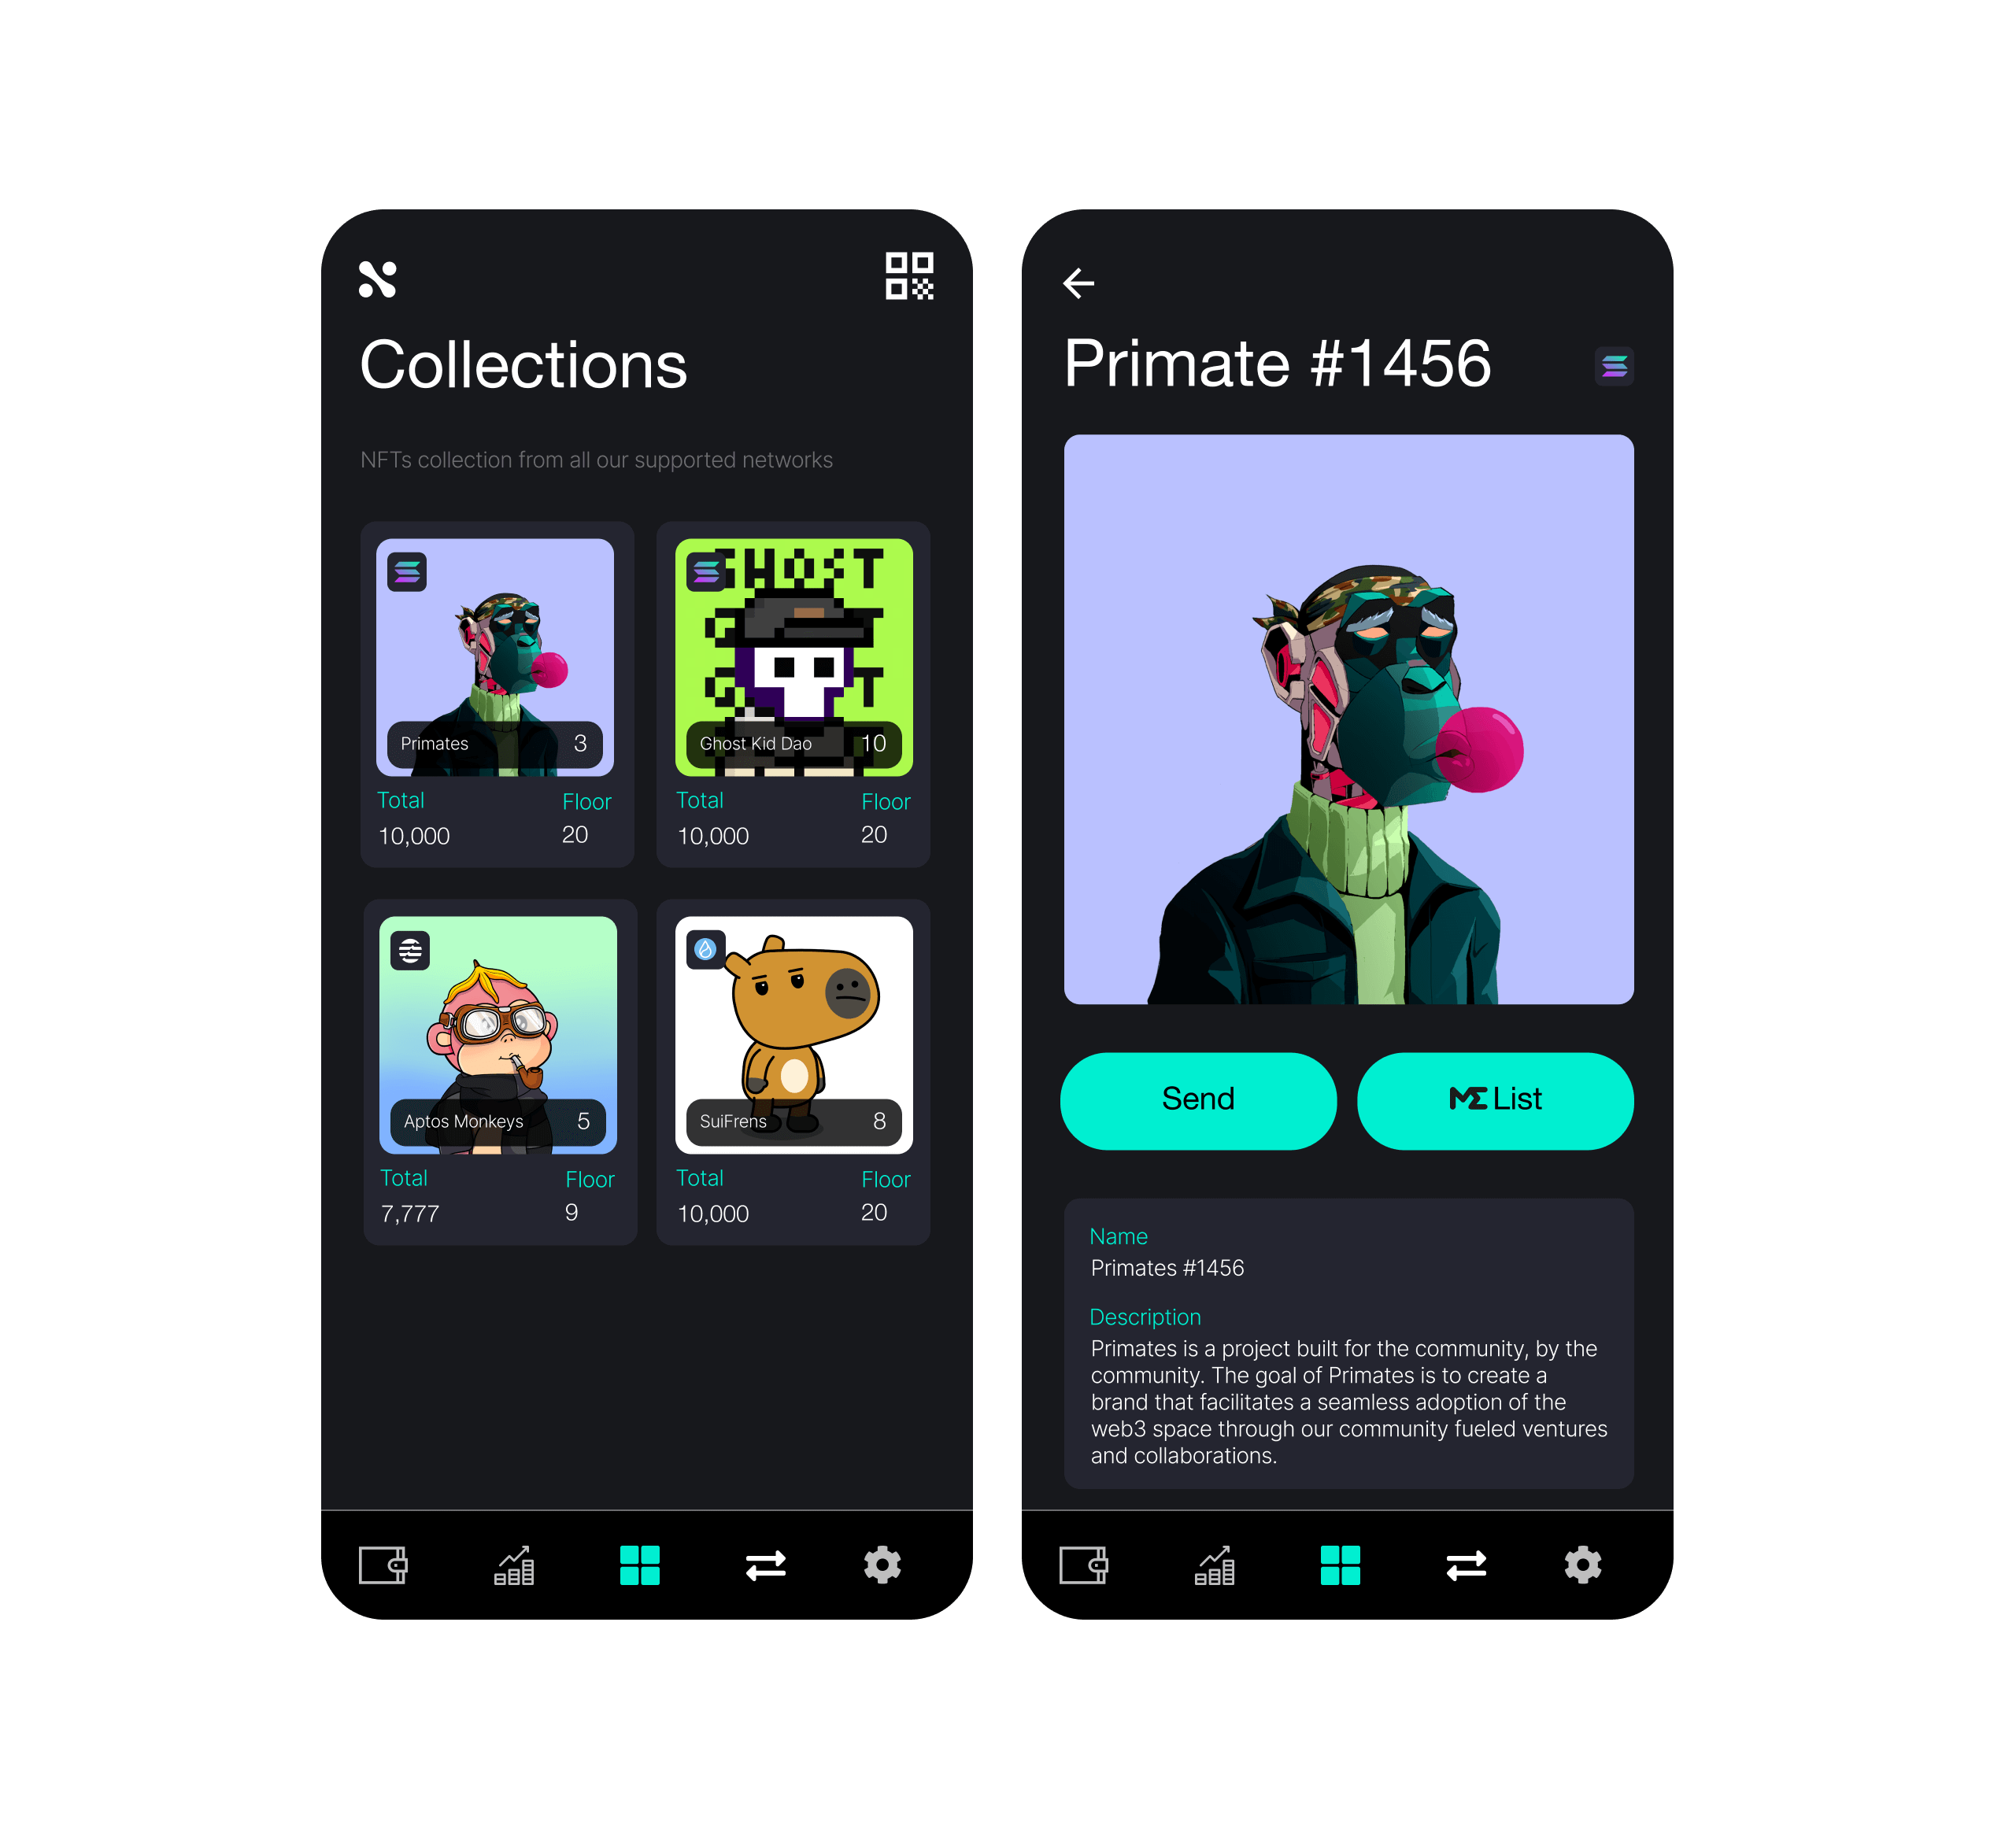 Collections
NFTs collection from all our supported networks
Primates 3
Total Floor
10,000 20
GHOST
Ghost Kid Dao 10
Total Floor
10,000 20
Aptos Monkeys 5
Total Floor
7,777 9
SuiFrens 8
Total Floor
10,000 20
Primate #1456
Send
ME List
Name
Primates #1456
Description
Primates is a project built for the community, by the
community. The goal of Primates is to create a
brand that facilitates a seamless adoption of the
web3 space through our community fueled ventures
and collaborations.